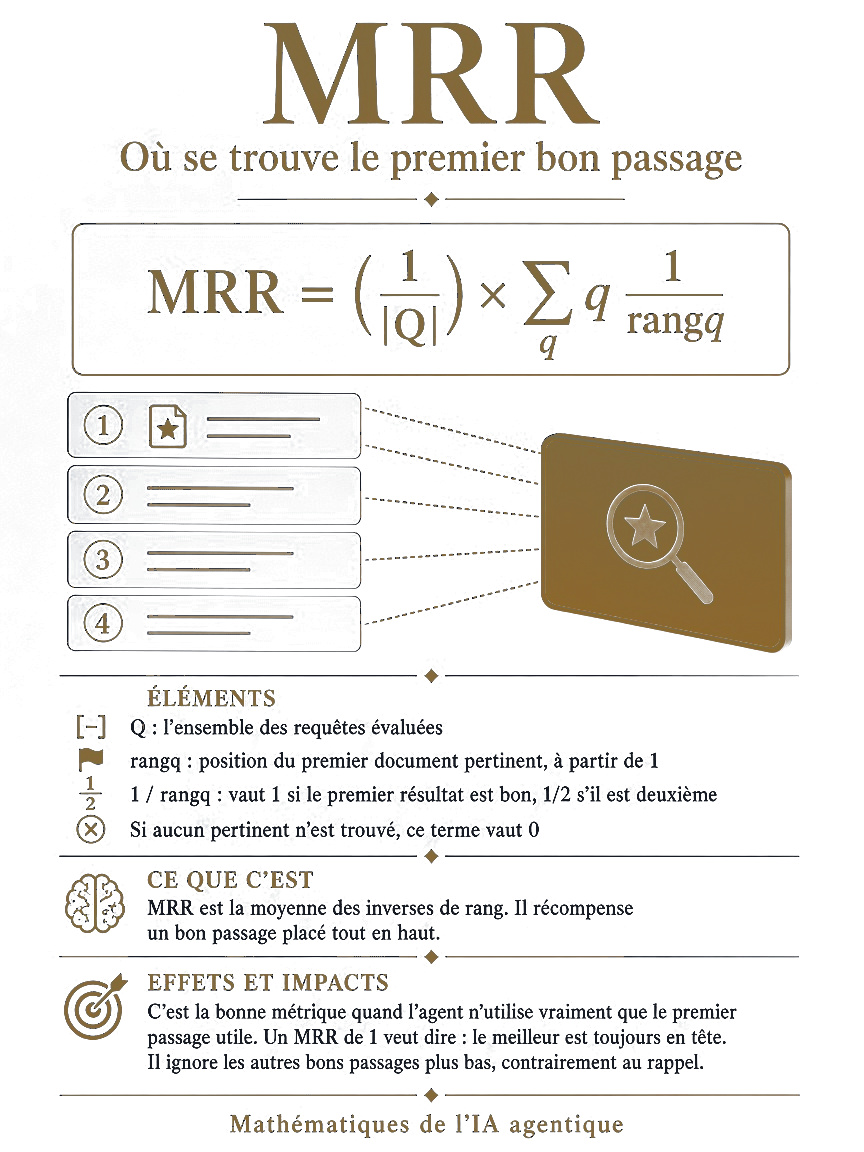 MRR
Où se trouve le premier bon passage
MRR = (1/|Q|) × ∑q q 1/rangq
1
2
3
4
ÉLÉMENTS
[-] Q : l’ensemble des requêtes évaluées
rangq : position du premier document pertinent, à partir de 1
1/2 1 / rangq : vaut 1 si le premier résultat est bon, 1/2 s’il est deuxième
Si aucun pertinent n’est trouvé, ce terme vaut 0
CE QUE C’EST
MRR est la moyenne des inverses de rang. Il récompense
un bon passage placé tout en haut.
EFFETS ET IMPACTS
C’est la bonne métrique quand l’agent n’utilise vraiment que le premier
passage utile. Un MRR de 1 veut dire : le meilleur est toujours en tête.
Il ignore les autres bons passages plus bas, contrairement au rappel.
Mathématiques de l’IA agentique